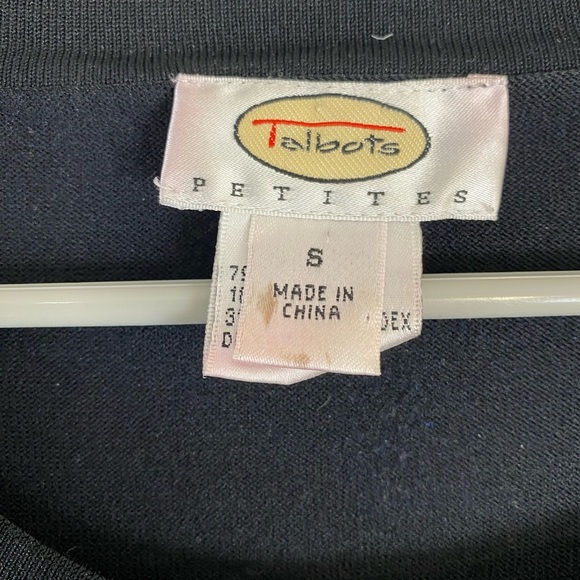 Talbots
PETITES
S
MADE IN
CHINA